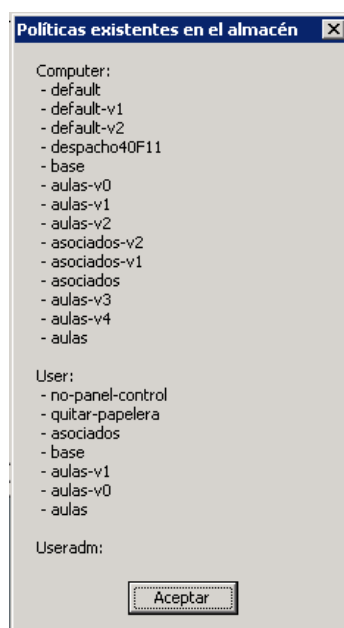 Políticas existentes en el almacén
Computer:
- default
- default-v1
- default-v2
- despacho40F11
- base
- aulas-v0
- aulas-v1
- aulas-v2
- asociados-v2
- asociados-v1
- asociados
- aulas-v3
- aulas-v4
- aulas
User:
- no-panel-control
- quitar-papelera
- asociados
- base
- aulas-v1
- aulas-v0
- aulas
Useradm:
Aceptar